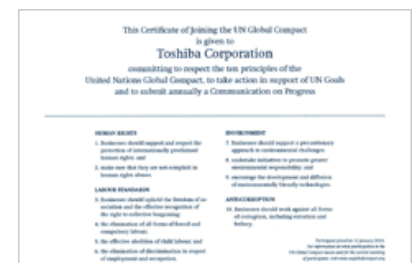 This Certificate of Joining the UN Global Compact
is given to
Toshiba Corporation
committing to respect the ten principles of the
United Nations Global Compact, to take action in support of UN Goals
and to submit annually a Communication on Progress
HUMAN RIGHTS
1. Businesses should support and respect the
protection of internationally proclaimed
human rights; and
2. make sure that they are not complicit in
human rights abuses.
LABOUR STANDARDS
3. Businesses should uphold the freedom of as-
sociation and the effective recognition of
the right to collective bargaining;
4. the elimination of all forms of forced and
compulsory labour;
5. the effective abolition of child labour; and
6. the elimination of discrimination in respect
of employment and occupation.
ENVIRONMENT
7. Businesses should support a precautionary
approach to environmental challenges;
8. undertake initiatives to promote greater
environmental responsibility; and
9. encourage the development and diffusion
of environmentally friendly technologies.
ANTI-CORRUPTION
10. Businesses should work against all forms
of corruption, including extortion and
bribery.